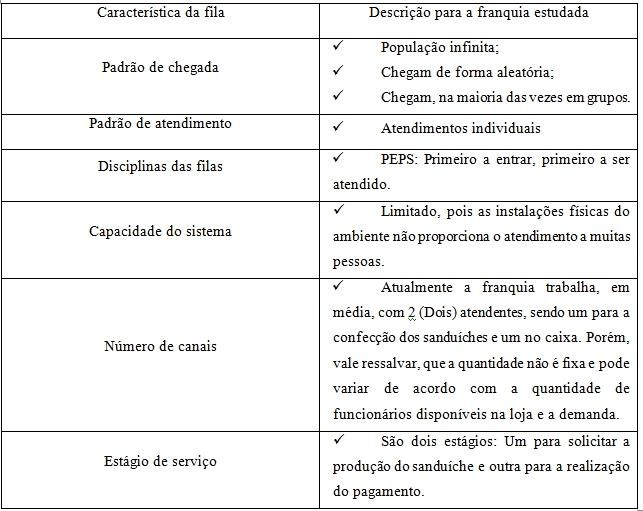 Característica da fila
Descrição para a franquia estudada
Padrão de chegada
✓ População infinita;
✓ Chegam de forma aleatória;
✓ Chegam, na maioria das vezes em grupos.
Padrão de atendimento
✓ Atendimentos individuais
Disciplinas das filas
✓ PEPS: Primeiro a entrar, primeiro a ser
atendido.
Capacidade do sistema
✓ Limitado, pois as instalações físicas do
ambiente não proporciona o atendimento a muitas
pessoas.
Número de canais
✓ Atualmente a franquia trabalha, em
média, com 2 (Dois) atendentes, sendo um para a
confecção dos sanduíches e um no caixa. Porém,
vale ressalvar, que a quantidade não é fixa e pode
variar de acordo com a quantidade de
funcionários disponíveis na loja e a demanda.
Estágio de serviço
✓ São dois estágios: Um para solicitar a
produção do sanduíche e outra para a realização
do pagamento.